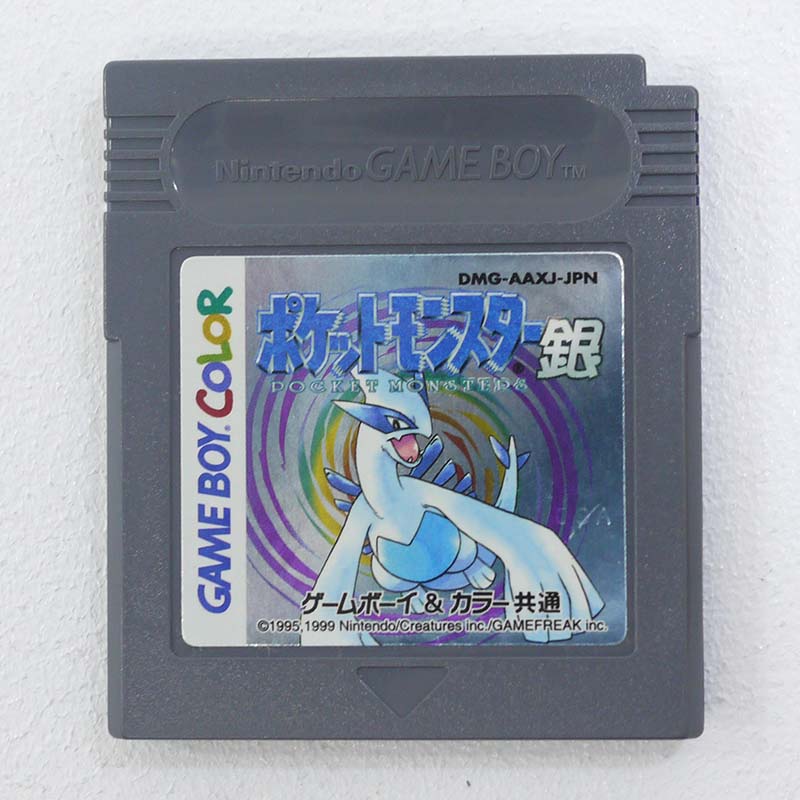 Nintendo GAME BOY™
GAME BOY COLOR
DMG-AAXJ-JPN
ポケットモンスター®銀
POCKET MONSTERS
ゲームボーイ & カラー共通
©1995,1999 Nintendo/Creatures inc./GAMEFREAK inc.